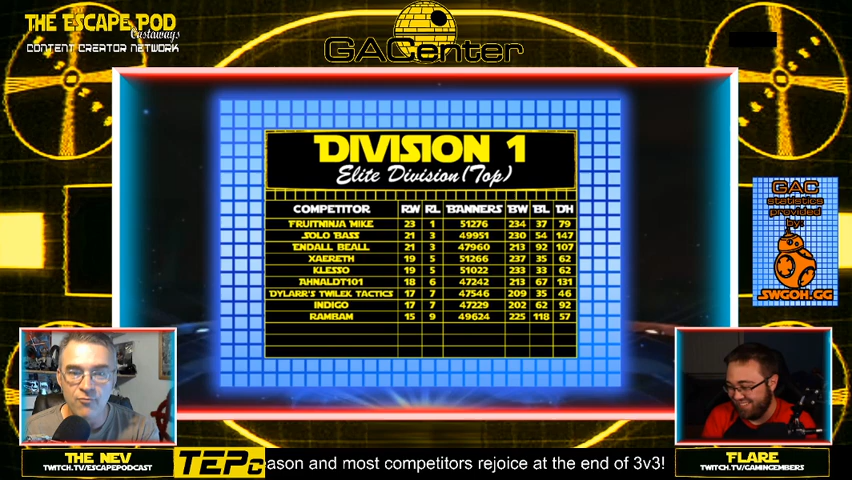 THE ESCAPE POD
Castaways
CONTENT CREATOR NETWORK
GACenter
DIVISION 1
Elite Division (Top)
COMPETITOR RW RL BANNERS BW BL DH
FRUITNINJA MIKE 23 1 51276 234 37 79
SOLO BASS 21 3 49951 230 54 147
ENDALL BEALL 21 3 47960 213 92 107
XAERETH 19 5 51266 237 35 62
KLESSO 19 5 51022 233 33 62
AHNALDT101 18 6 47242 213 67 131
DYLARR'S TWILEK TACTICS 17 7 47546 209 35 46
INDIGO 17 7 47229 202 62 92
RAMBAM 15 9 49624 225 118 57
GAC
statistics
provided
by:
SWGOH.GG
THE NEV
TWITCH.TV/ESCAPEPODCAST
FLARE
TWITCH.TV/GAMINGEMBERS
TEPC
eason and most competitors rejoice at the end of 3v3!